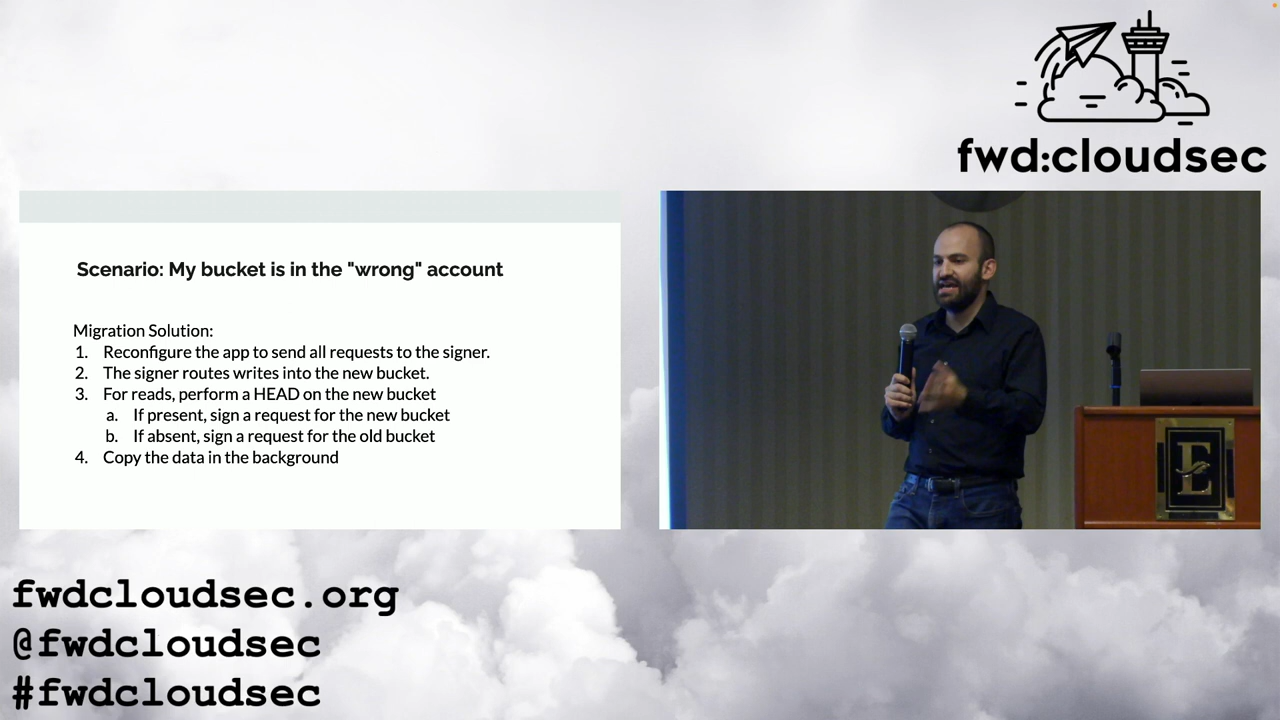 fwd:cloudsec
Scenario: My bucket is in the "wrong" account
Migration Solution:
1. Reconfigure the app to send all requests to the signer.
2. The signer routes writes into the new bucket.
3. For reads, perform a HEAD on the new bucket
a. If present, sign a request for the new bucket
b. If absent, sign a request for the old bucket
4. Copy the data in the background
E
fwdcloudsec.org
@fwdcloudsec
#fwdcloudsec